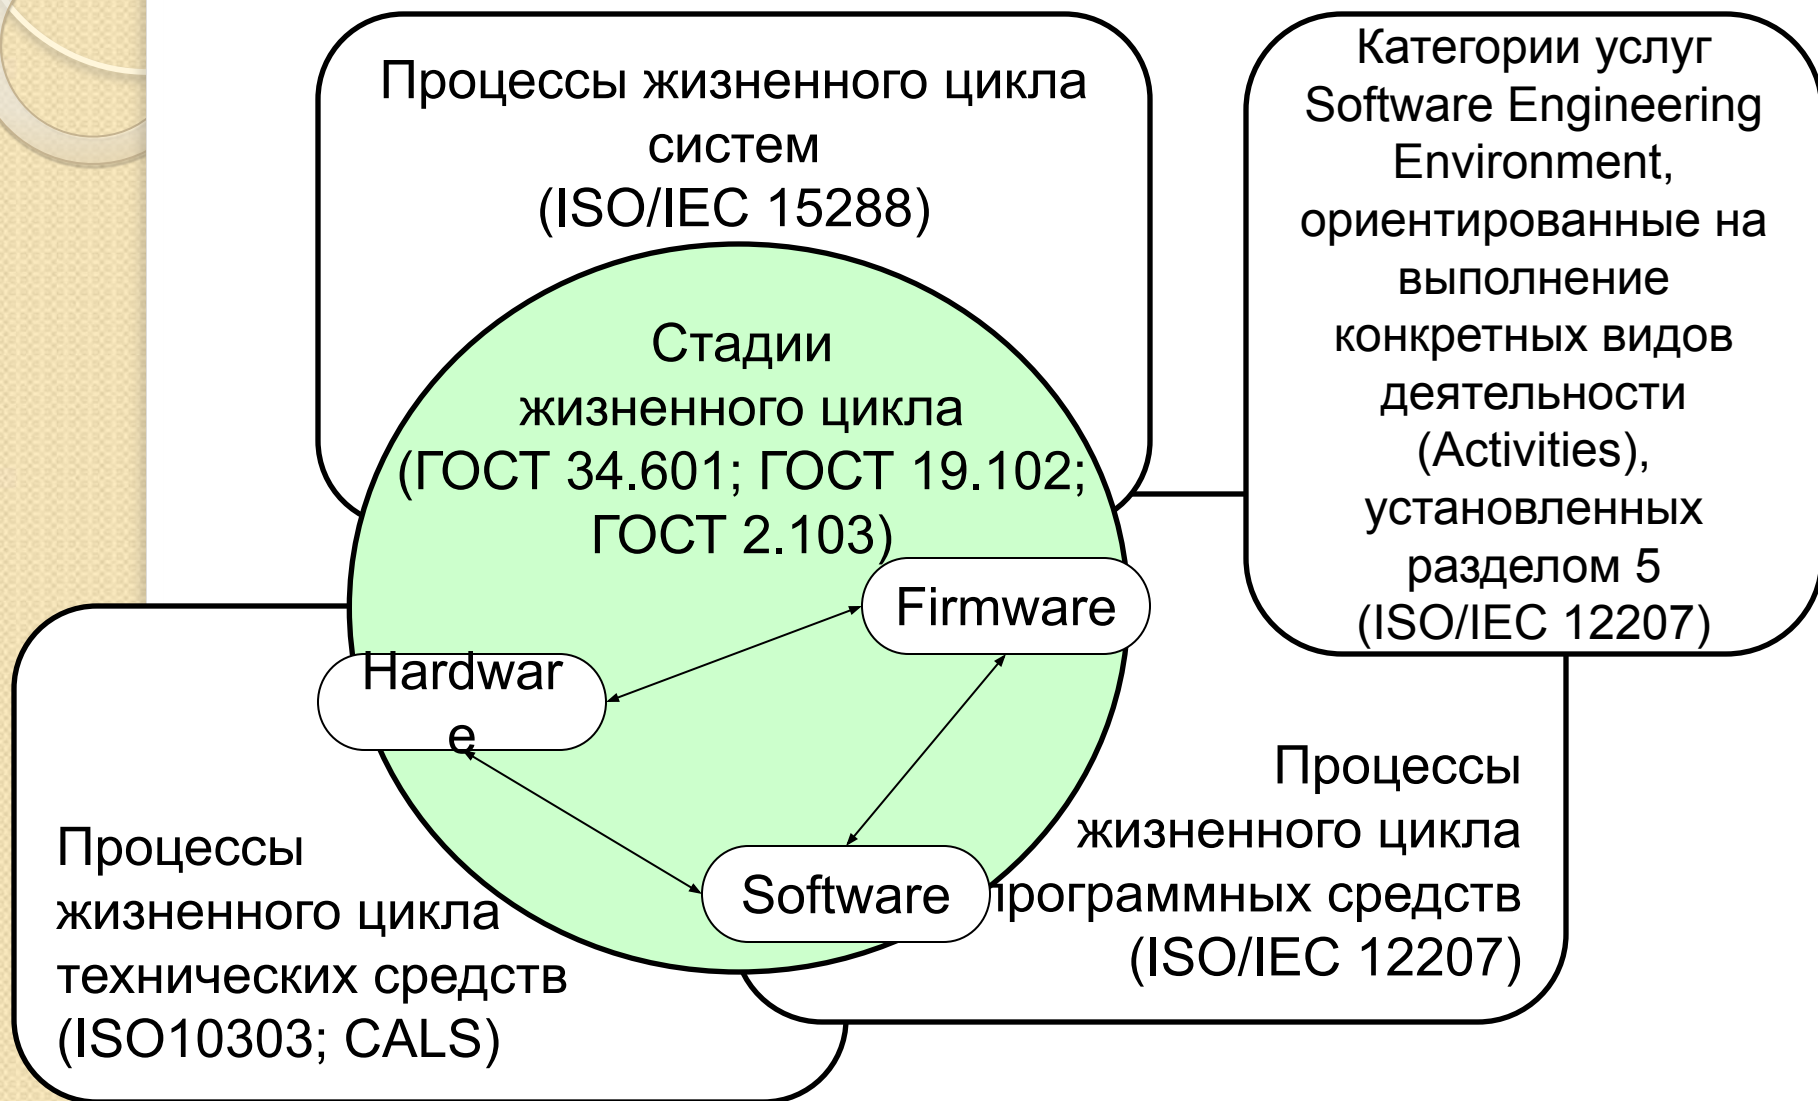 Процессы жизненного цикла
систем
(ISO/IEC 15288)
Категории услуг
Software Engineering
Environment,
ориентированные на
выполнение
конкретных видов
деятельности
(Activities),
установленных
разделом 5
(ISO/IEC 12207)
Стадии
жизненного цикла
(ГОСТ 34.601; ГОСТ 19.102;
ГОСТ 2.103)
Firmware
Hardwar
e
Software
Процессы
жизненного цикла
технических средств
(ISO10303; CALS)
Процессы
жизненного цикла
программных средств
(ISO/IEC 12207)